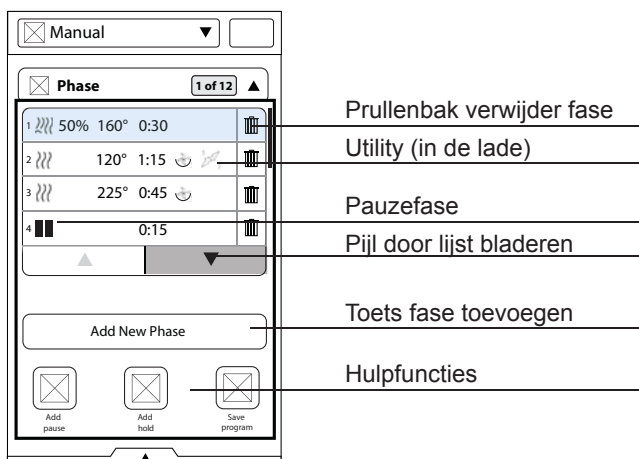 Manual
Phase 1 of 12
1 50% 160° 0:30
2 120° 1:15
3 225° 0:45
4 0:15
Add New Phase
Add pause
Add hold
Save program
Prullenbak verwijder fase
Utility (in de lade)
Pauzefase
Pijl door lijst bladeren
Toets fase toevoegen
Hulpfuncties